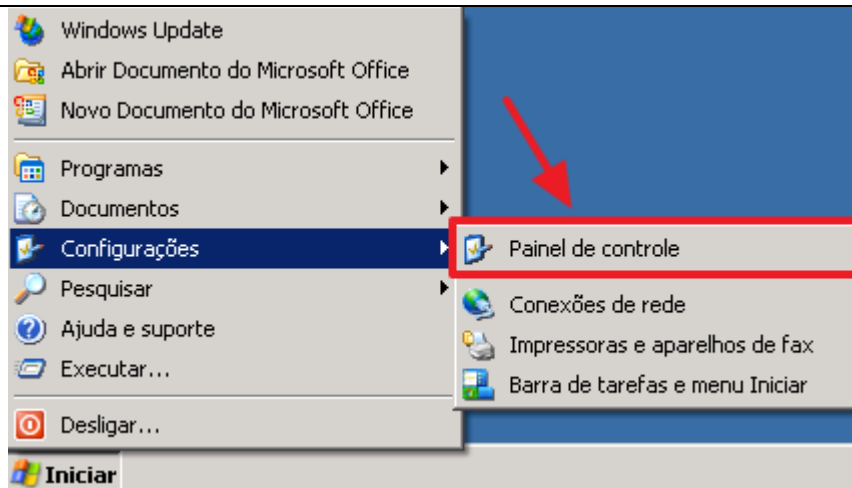 Windows Update
Abrir Documento do Microsoft Office
Novo Documento do Microsoft Office
Programas
Documentos
Configurações
Pesquisar
Ajuda e suporte
Executar...
Desligar...
Iniciar
Painel de controle
Conexões de rede
Impressoras e aparelhos de fax
Barra de tarefas e menu Iniciar